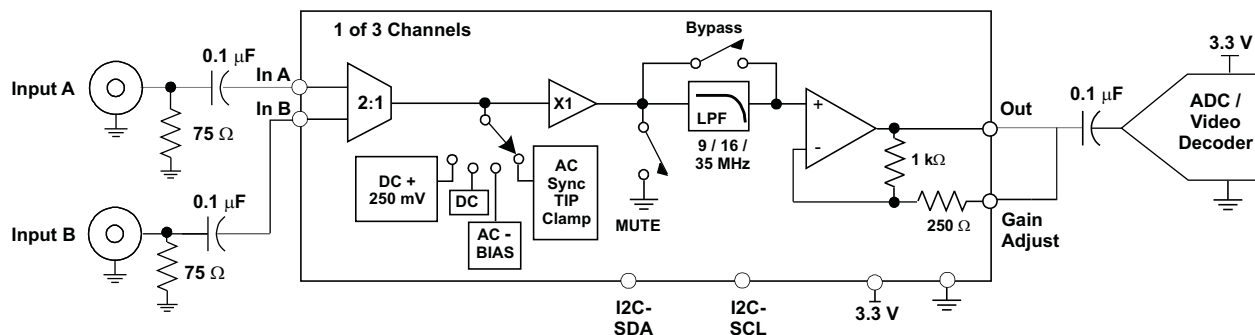 1 of 3 Channels
Bypass
3.3 V
0.1 μF
Input A
In A
In B
75 Ω
2:1
X1
LPF
9 / 16 /
35 MHz
+
-
Out
0.1 μF
ADC /
Video
Decoder
1 kΩ
250 Ω
Gain
Adjust
DC +
250 mV
DC
AC -
BIAS
AC
Sync
TIP
Clamp
MUTE
0.1 μF
Input B
75 Ω
I2C-
SDA
I2C-
SCL
3.3 V